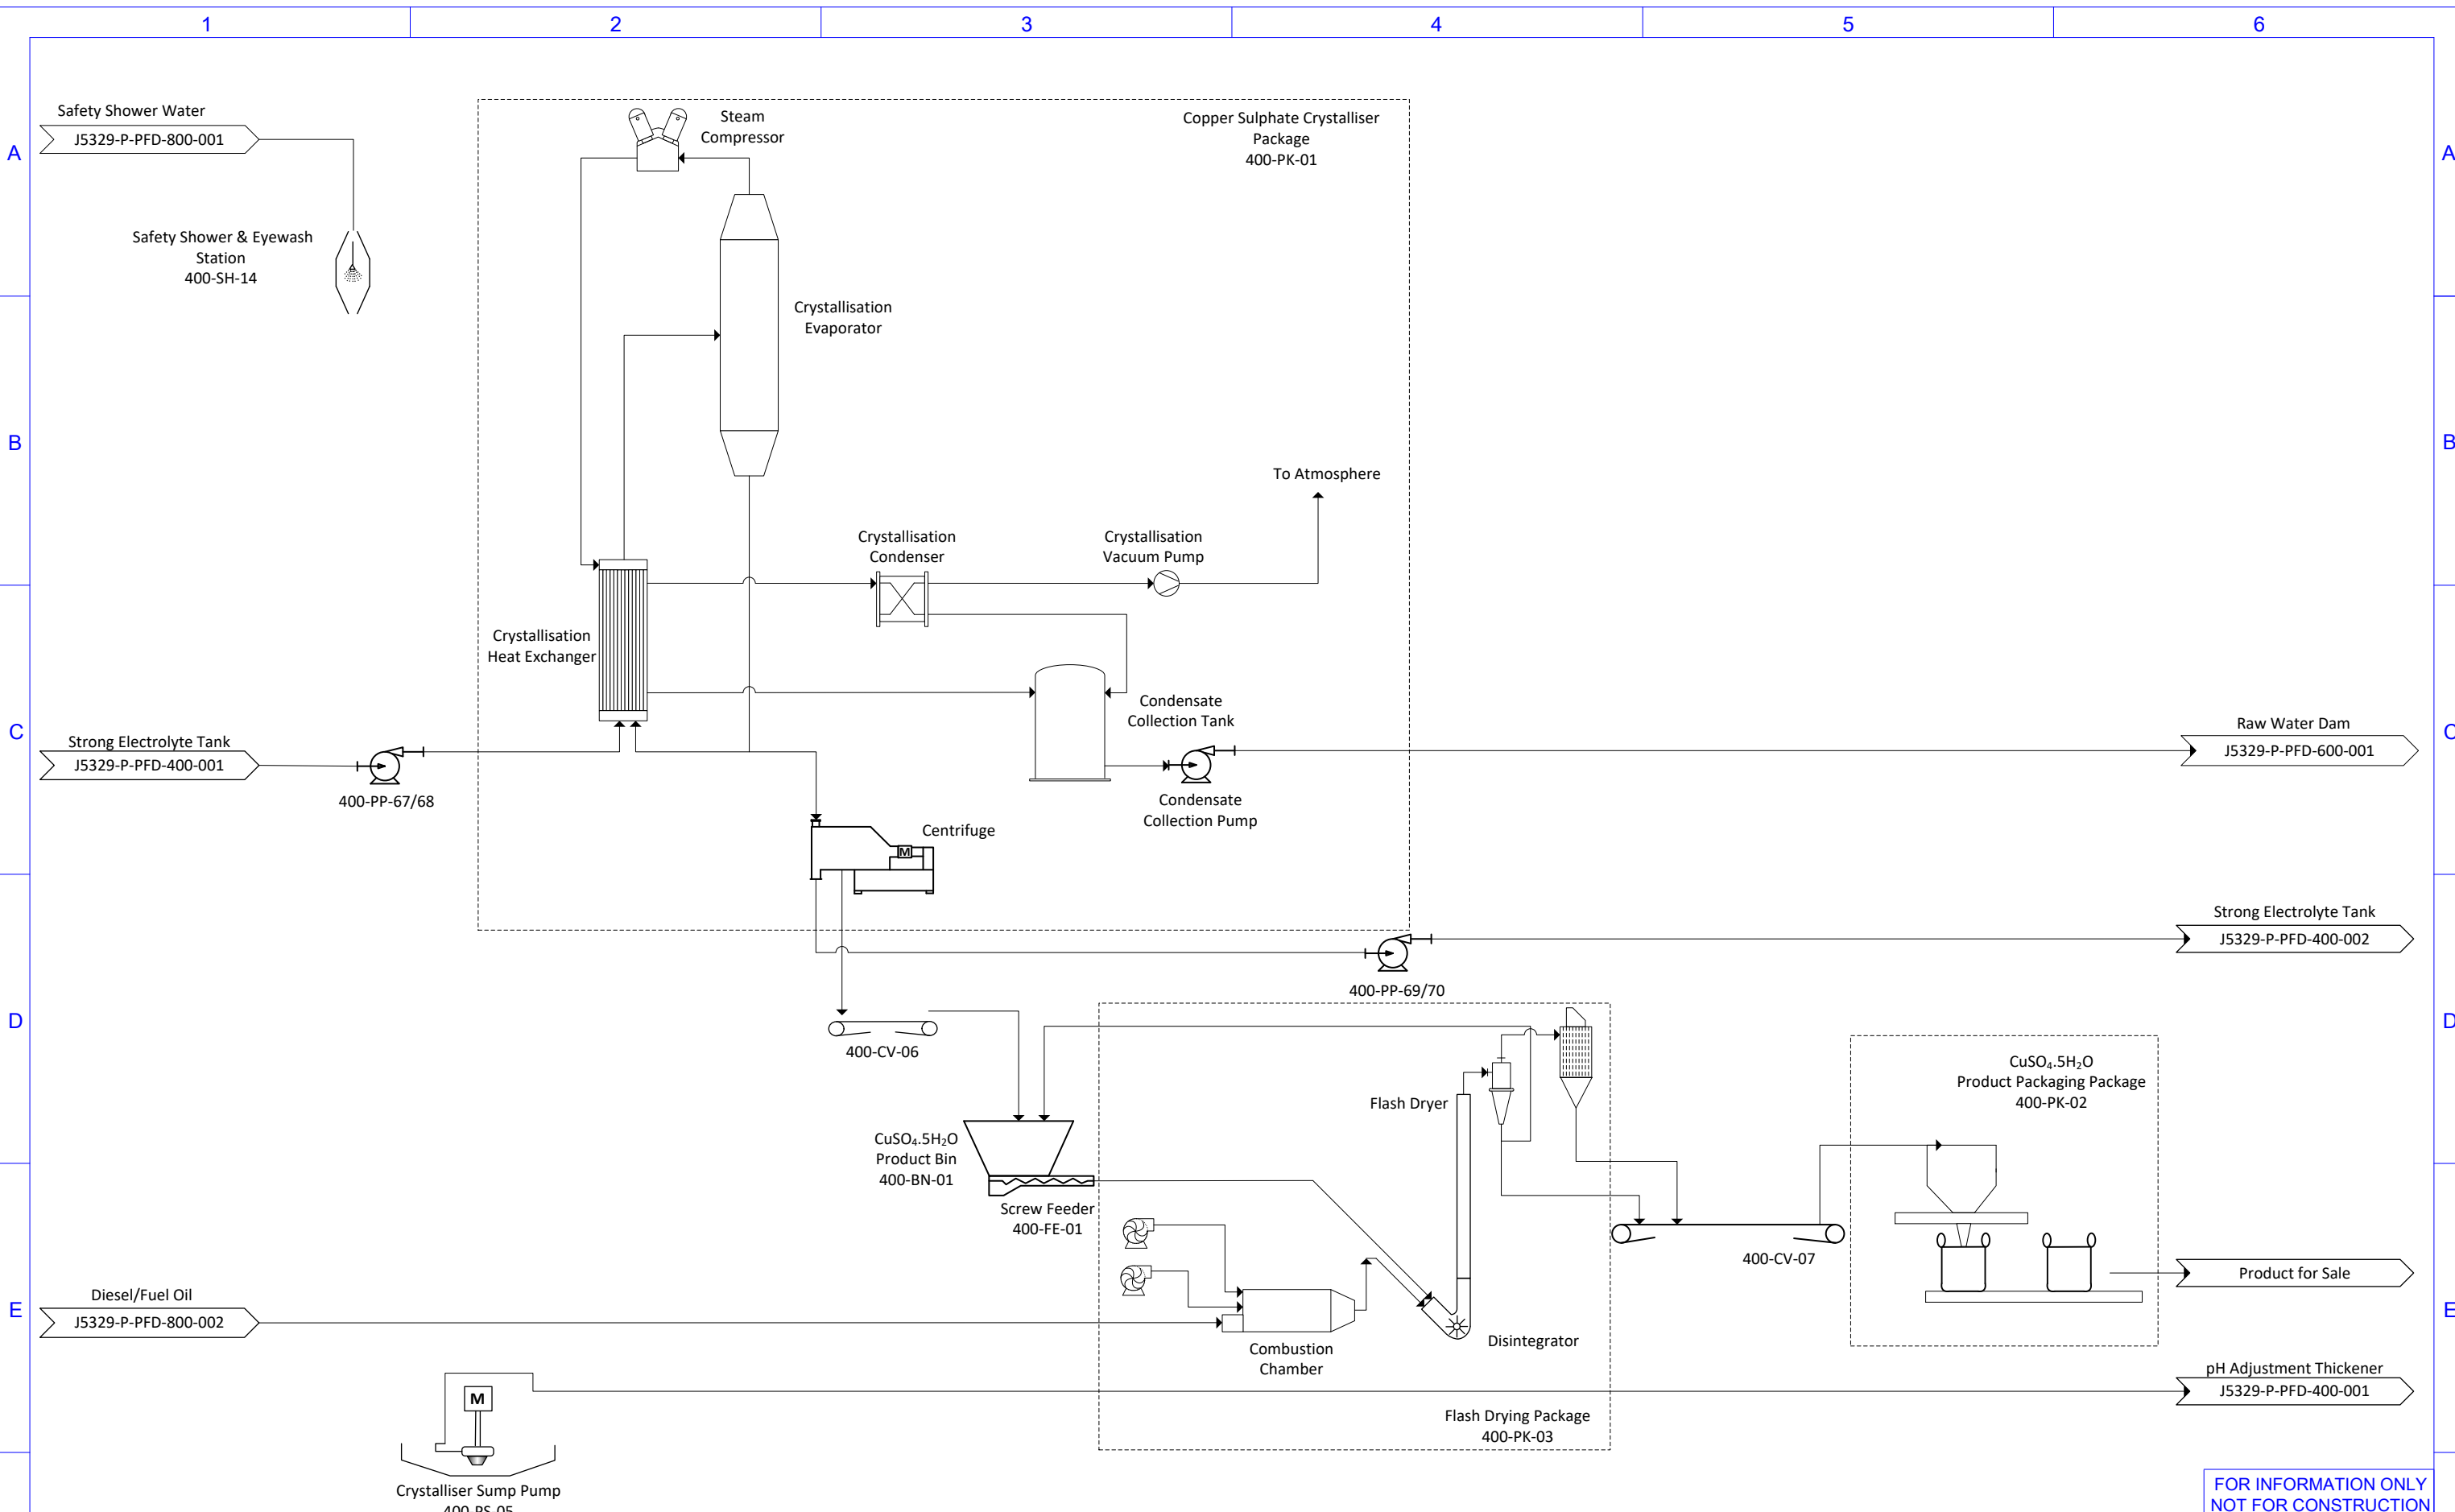 1
2
3
4
5
6
A
A
B
B
C
C
D
D
E
E
Safety Shower Water
J5329-P-PFD-800-001
Safety Shower & Eyewash
Station
400-SH-14
Steam
Compressor
Copper Sulphate Crystalliser
Package
400-PK-01
Crystallisation
Evaporator
To Atmosphere
Crystallisation
Condenser
Crystallisation
Vacuum Pump
Crystallisation
Heat Exchanger
Condensate
Collection Tank
Strong Electrolyte Tank
J5329-P-PFD-400-001
400-PP-67/68
Condensate
Collection Pump
Raw Water Dam
J5329-P-PFD-600-001
Centrifuge
M
Strong Electrolyte Tank
J5329-P-PFD-400-002
400-PP-69/70
400-CV-06
CuSO₄.5H₂O
Product Packaging Package
400-PK-02
Flash Dryer
CuSO₄.5H₂O
Product Bin
400-BN-01
Screw Feeder
400-FE-01
400-CV-07
Product for Sale
Diesel/Fuel Oil
J5329-P-PFD-800-002
Combustion
Chamber
Disintegrator
pH Adjustment Thickener
J5329-P-PFD-400-001
M
Flash Drying Package
400-PK-03
Crystalliser Sump Pump
400-PS-05
FOR INFORMATION ONLY
NOT FOR CONSTRUCTION